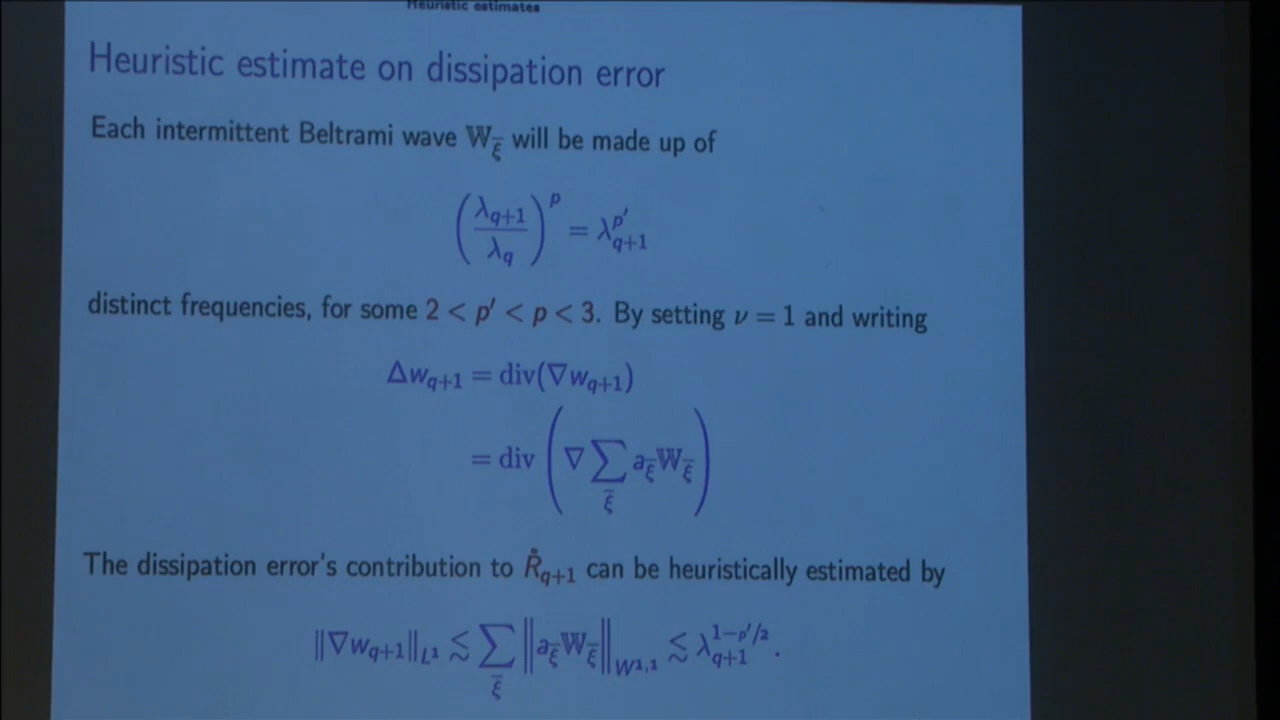 Heuristic estimates
Heuristic estimate on dissipation error
Each intermittent Beltrami wave 𝕎_ξ̄ will be made up of
(λ_{q+1} / λ_q)^p = λ_{q+1}^{p′}
distinct frequencies, for some 2 < p′ < p < 3. By setting ν = 1 and writing
Δw_{q+1} = div(∇w_{q+1})
= div (∇ ∑_ξ̄ a_ξ̄ 𝕎_ξ̄)
The dissipation error's contribution to R̊_{q+1} can be heuristically estimated by
‖∇w_{q+1}‖_{L¹} ≲ ∑_ξ̄ ‖a_ξ̄ 𝕎_ξ̄‖_{W^{1,1}} ≲ λ_{q+1}^{1−p′/2}.